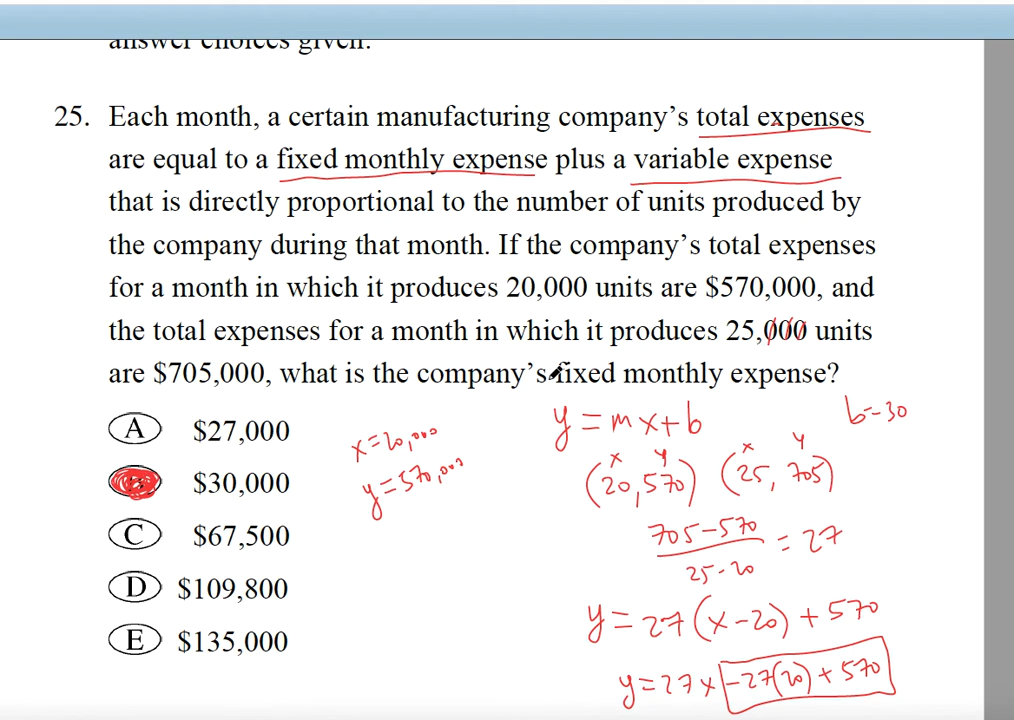 answer choices given.
25. Each month, a certain manufacturing company's total expenses
are equal to a fixed monthly expense plus a variable expense
that is directly proportional to the number of units produced by
the company during that month. If the company's total expenses
for a month in which it produces 20,000 units are $570,000, and
the total expenses for a month in which it produces 25,000 units
are $705,000, what is the company's fixed monthly expense?
A $27,000
$30,000
C $67,500
D $109,800
E $135,000
x=20,000
y=570,000
y=mx+b
b=30
x y
(20,570)
x y
(25, 705)
705-570
25-20
=27
y=27(x-20)+570
y=27x-27(20)+570